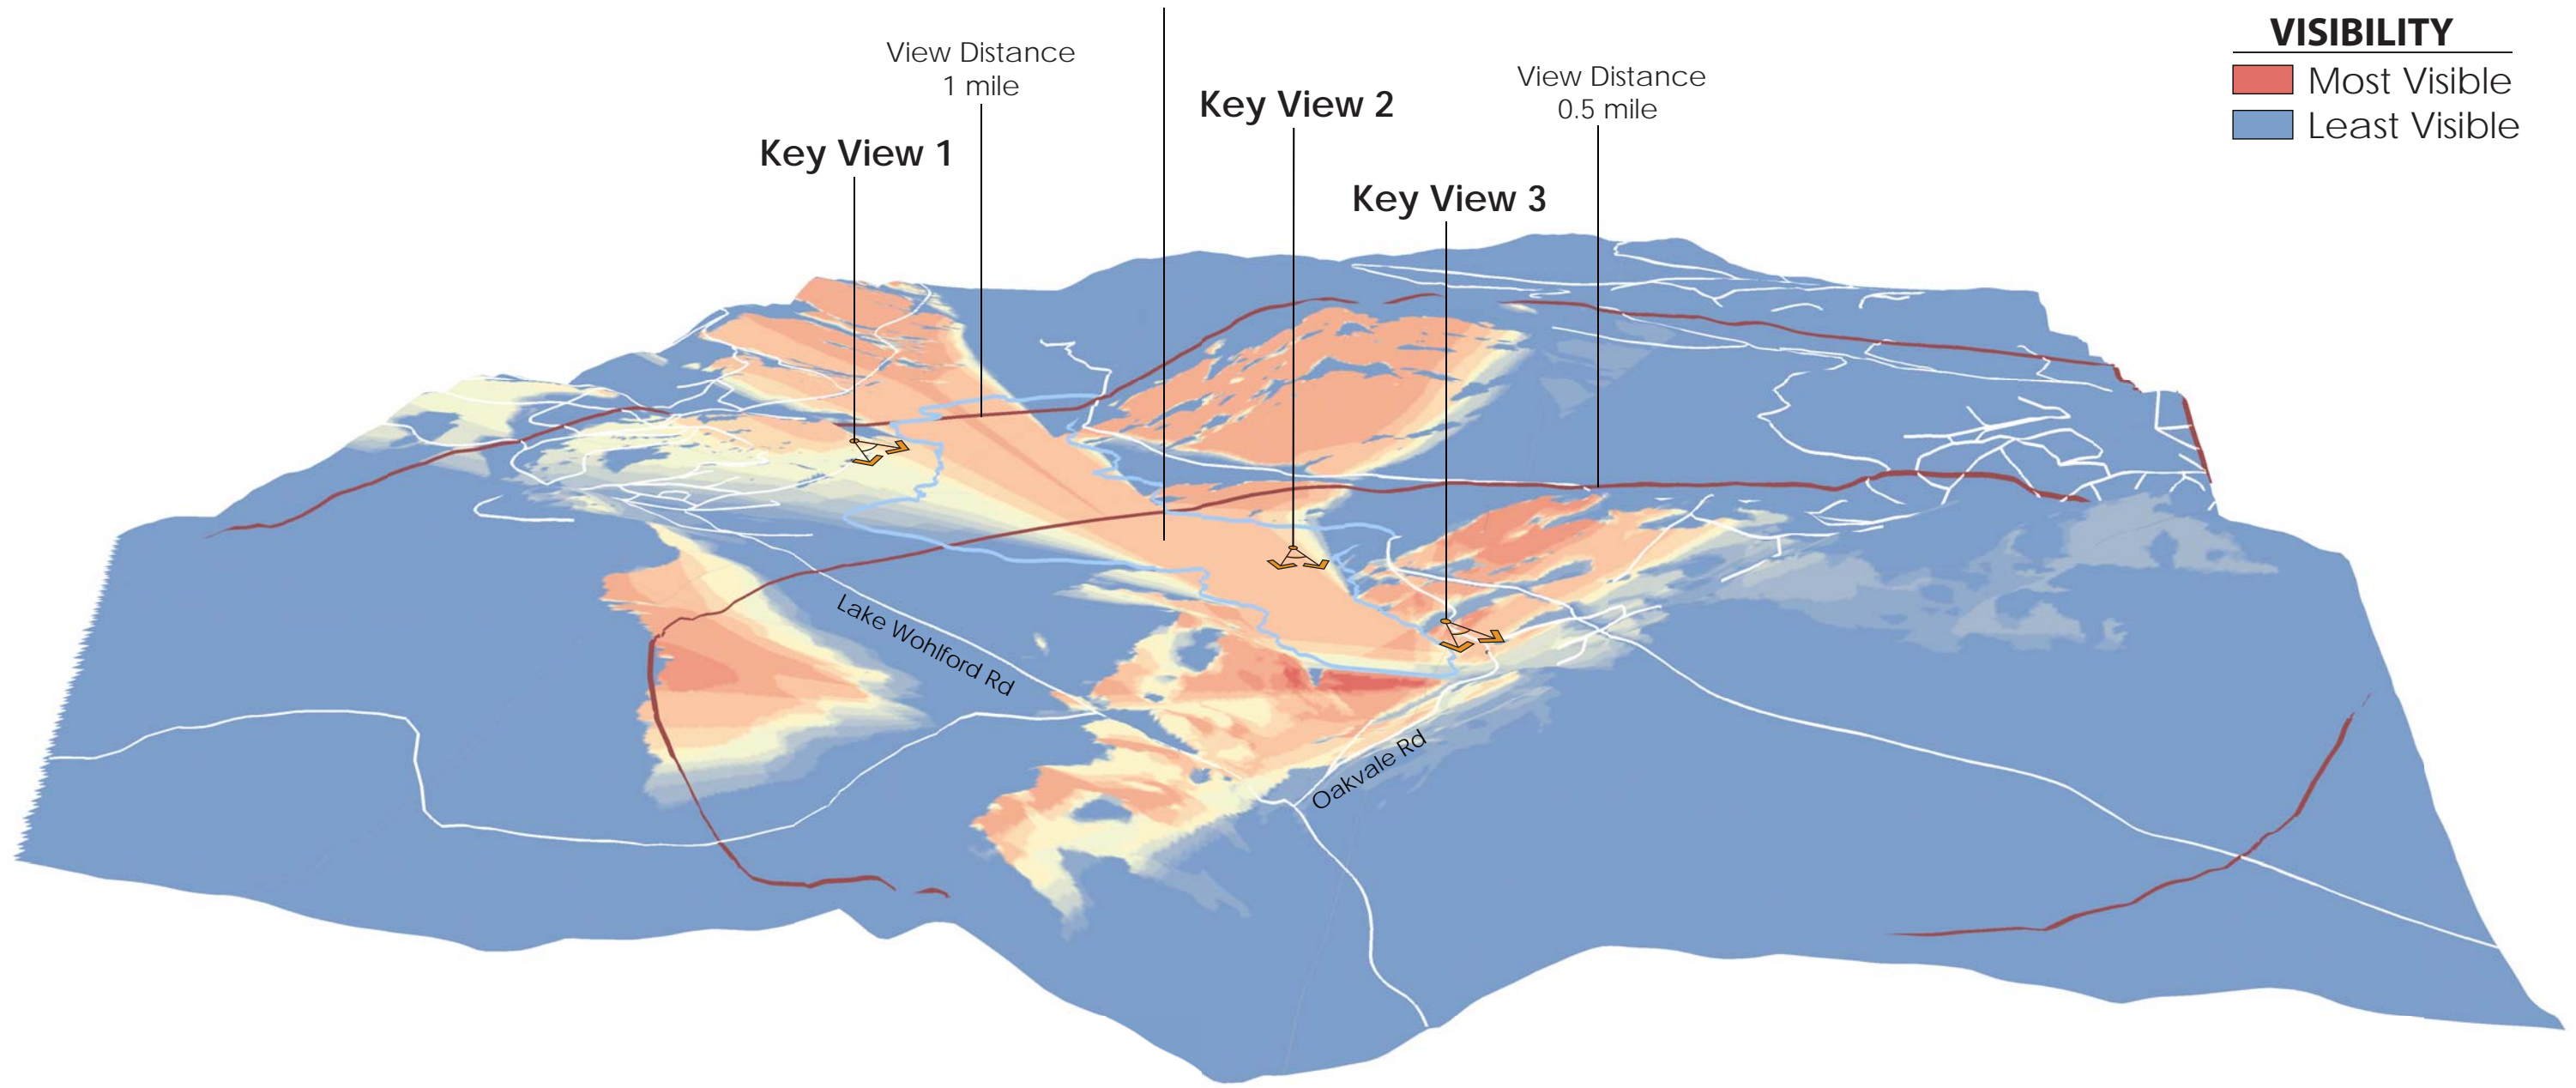 VISIBILITY
Most Visible
Least Visible
View Distance
1 mile
View Distance
0.5 mile
Key View 2
Key View 1
Key View 3
Lake Wohlford Rd
Oakvale Rd